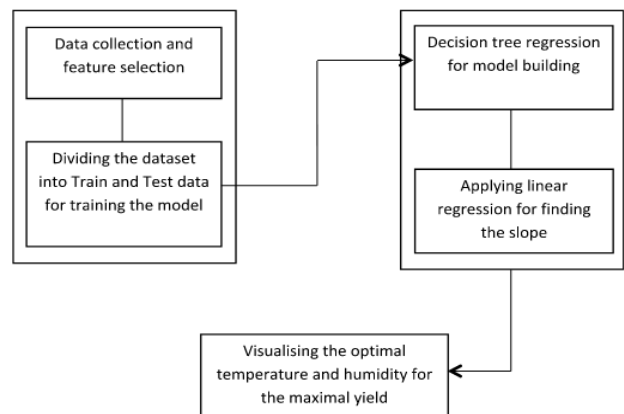 Data collection and
feature selection
Dividing the dataset
into Train and Test data
for training the model
Decision tree regression
for model building
Applying linear
regression for finding
the slope
Visualising the optimal
temperature and humidity for
the maximal yield